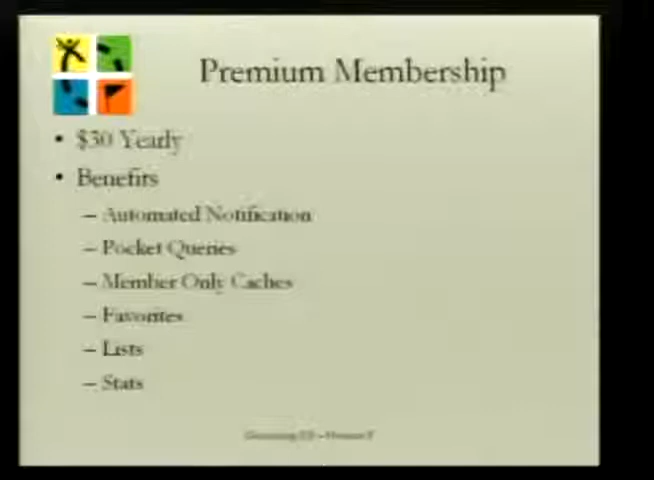 Premium Membership
• $30 Yearly
• Benefits
– Automated Notification
– Pocket Queries
– Member Only Caches
– Favorites
– Lists
– Stats